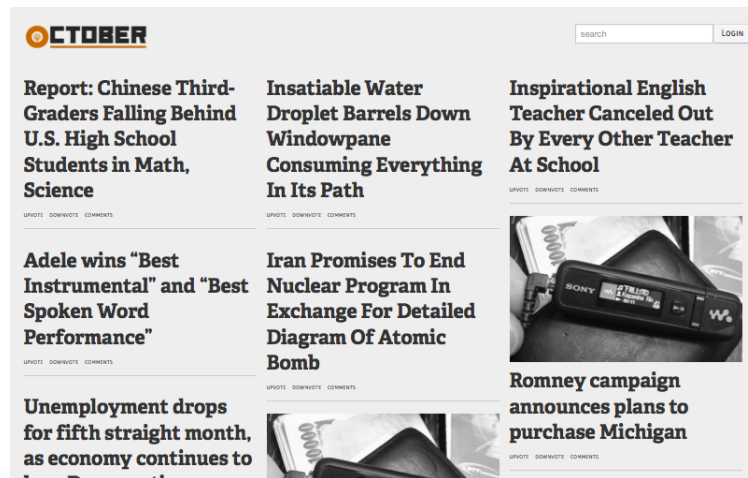 OCTOBER
search
LOGIN
Report: Chinese Third-
Graders Falling Behind
U.S. High School
Students in Math,
Science
UPVOTE DOWNVOTE COMMENTS
Adele wins “Best
Instrumental” and “Best
Spoken Word
Performance”
UPVOTE DOWNVOTE COMMENTS
Unemployment drops
for fifth straight month,
as economy continues to
Insatiable Water
Droplet Barrels Down
Windowpane
Consuming Everything
In Its Path
UPVOTE DOWNVOTE COMMENTS
Iran Promises To End
Nuclear Program In
Exchange For Detailed
Diagram Of Atomic
Bomb
UPVOTE DOWNVOTE COMMENTS
Inspirational English
Teacher Canceled Out
By Every Other Teacher
At School
UPVOTE DOWNVOTE COMMENTS
SONY
Romney campaign
announces plans to
purchase Michigan
UPVOTE DOWNVOTE COMMENTS